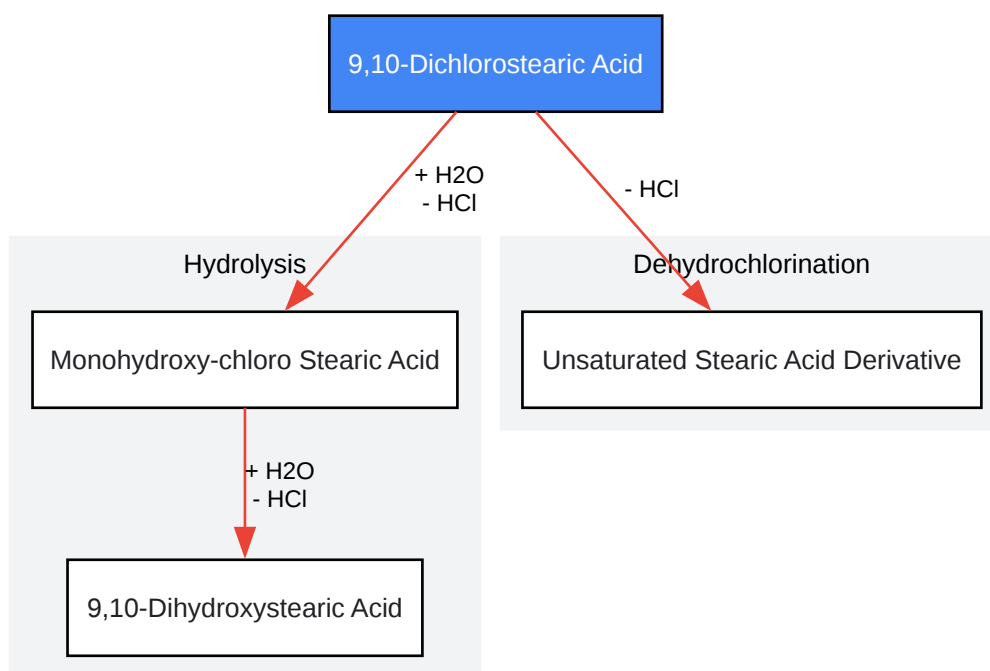 9,10-Dichlorostearic Acid
+ H2O
- HCl
- HCl
Hydrolysis
Dehydrochlorination
Monohydroxy-chloro Stearic Acid
Unsaturated Stearic Acid Derivative
+ H2O
- HCl
9,10-Dihydroxystearic Acid